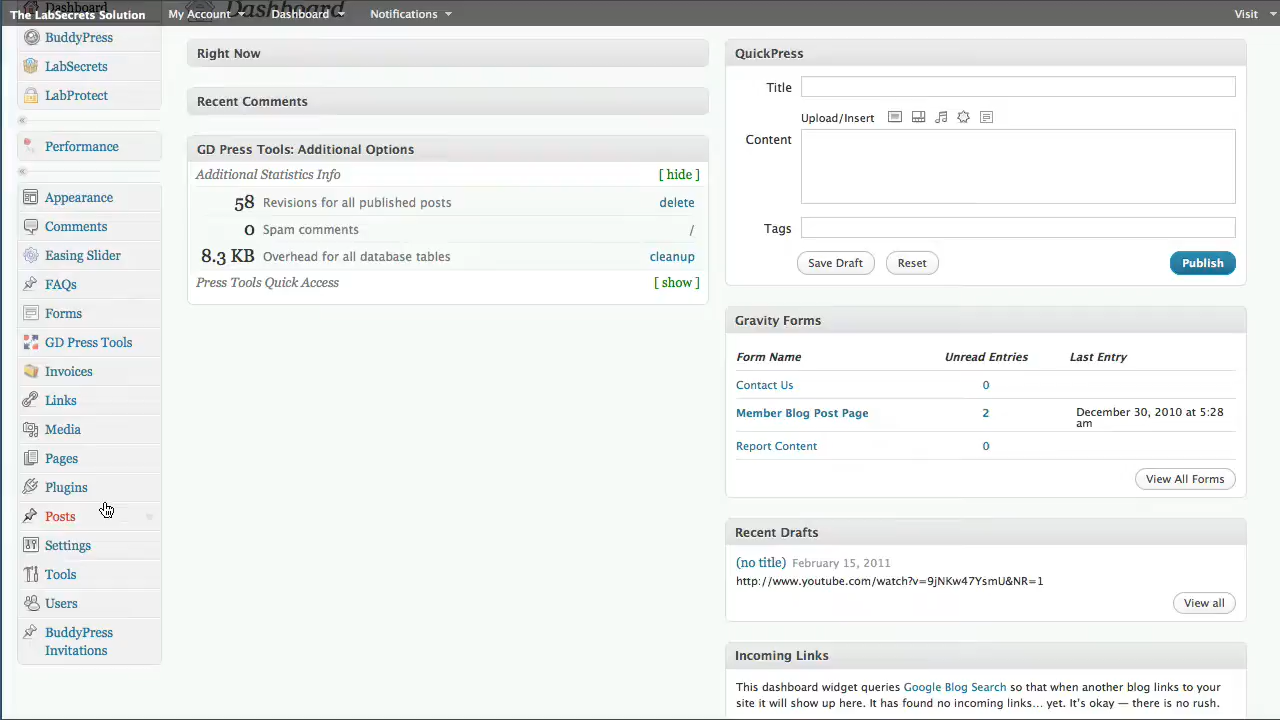 The LabSecrets Solution My Account Dashboard Notifications Visit
Dashboard
Dashboard
BuddyPress
LabSecrets
LabProtect
Performance
Appearance
Comments
Easing Slider
FAQs
Forms
GD Press Tools
Invoices
Links
Media
Pages
Plugins
Posts
Settings
Tools
Users
BuddyPress
Invitations
Right Now
Recent Comments
GD Press Tools: Additional Options
Additional Statistics Info [ hide ]
58 Revisions for all published posts delete
0 Spam comments /
8.3 KB Overhead for all database tables cleanup
Press Tools Quick Access [ show ]
QuickPress
Title
Upload/Insert
Content
Tags
Save Draft Reset Publish
Gravity Forms
Form Name Unread Entries Last Entry
Contact Us 0
Member Blog Post Page 2 December 30, 2010 at 5:28
am
Report Content 0
View All Forms
Recent Drafts
(no title) February 15, 2011
http://www.youtube.com/watch?v=9jNKw47YsmU&NR=1
View all
Incoming Links
This dashboard widget queries Google Blog Search so that when another blog links to your
site it will show up here. It has found no incoming links... yet. It's okay — there is no rush.